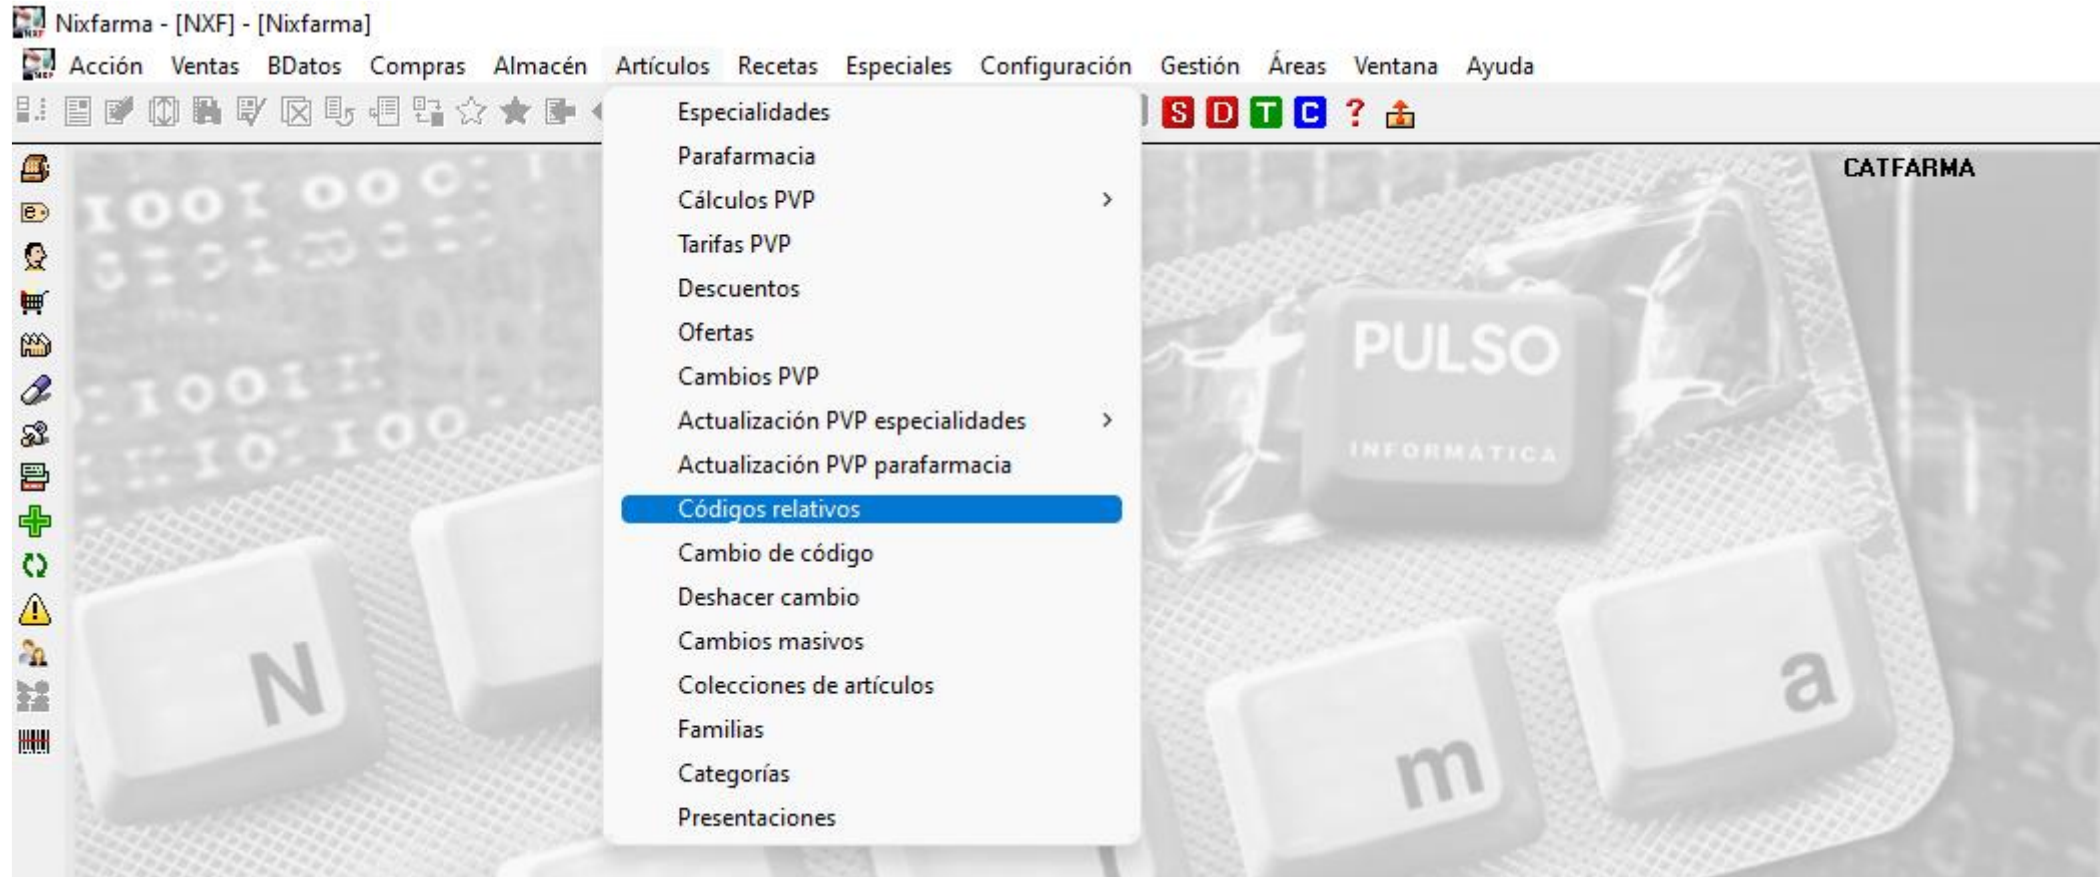 Nixfarma - [NXF] - [Nixfarma]
Acción Ventas BDatos Compras Almacén Artículos Recetas Especiales Configuración Gestión Áreas Ventana Ayuda
S D T C ?
CATFARMA
Especialidades
Parafarmacia
Cálculos PVP
Tarifas PVP
Descuentos
Ofertas
Cambios PVP
Actualización PVP especialidades
Actualización PVP parafarmacia
Códigos relativos
Cambio de código
Deshacer cambio
Cambios masivos
Colecciones de artículos
Familias
Categorías
Presentaciones
PULSO
INFORMÁTICA
N
m
a